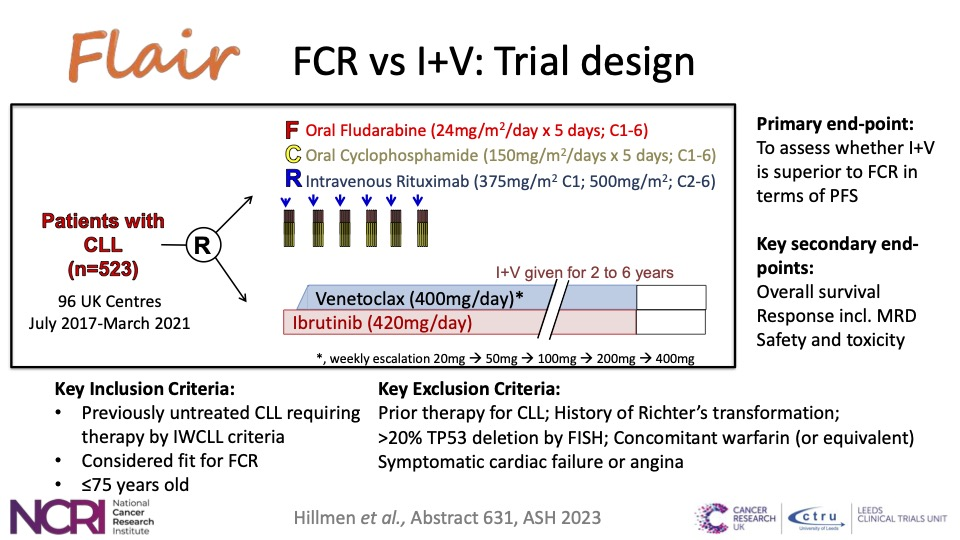 Flair
FCR vs I+V: Trial design
F Oral Fludarabine (24mg/m²/day x 5 days; C1-6)
C Oral Cyclophosphamide (150mg/m²/days x 5 days; C1-6)
R Intravenous Rituximab (375mg/m² C1; 500mg/m²; C2-6)
Patients with
CLL
(n=523)
R
96 UK Centres
July 2017-March 2021
I+V given for 2 to 6 years
Venetoclax (400mg/day)*
Ibrutinib (420mg/day)
*, weekly escalation 20mg → 50mg → 100mg → 200mg → 400mg
Primary end-point:
To assess whether I+V
is superior to FCR in
terms of PFS
Key secondary end-
points:
Overall survival
Response incl. MRD
Safety and toxicity
Key Inclusion Criteria:
• Previously untreated CLL requiring
therapy by IWCLL criteria
• Considered fit for FCR
• ≤75 years old
Key Exclusion Criteria:
Prior therapy for CLL; History of Richter's transformation;
>20% TP53 deletion by FISH; Concomitant warfarin (or equivalent)
Symptomatic cardiac failure or angina
NCRI
National
Cancer
Research
Institute
Hillmen et al., Abstract 631, ASH 2023
CANCER
RESEARCH
UK
ctru
University of Leeds
LEEDS
CLINICAL TRIALS UNIT